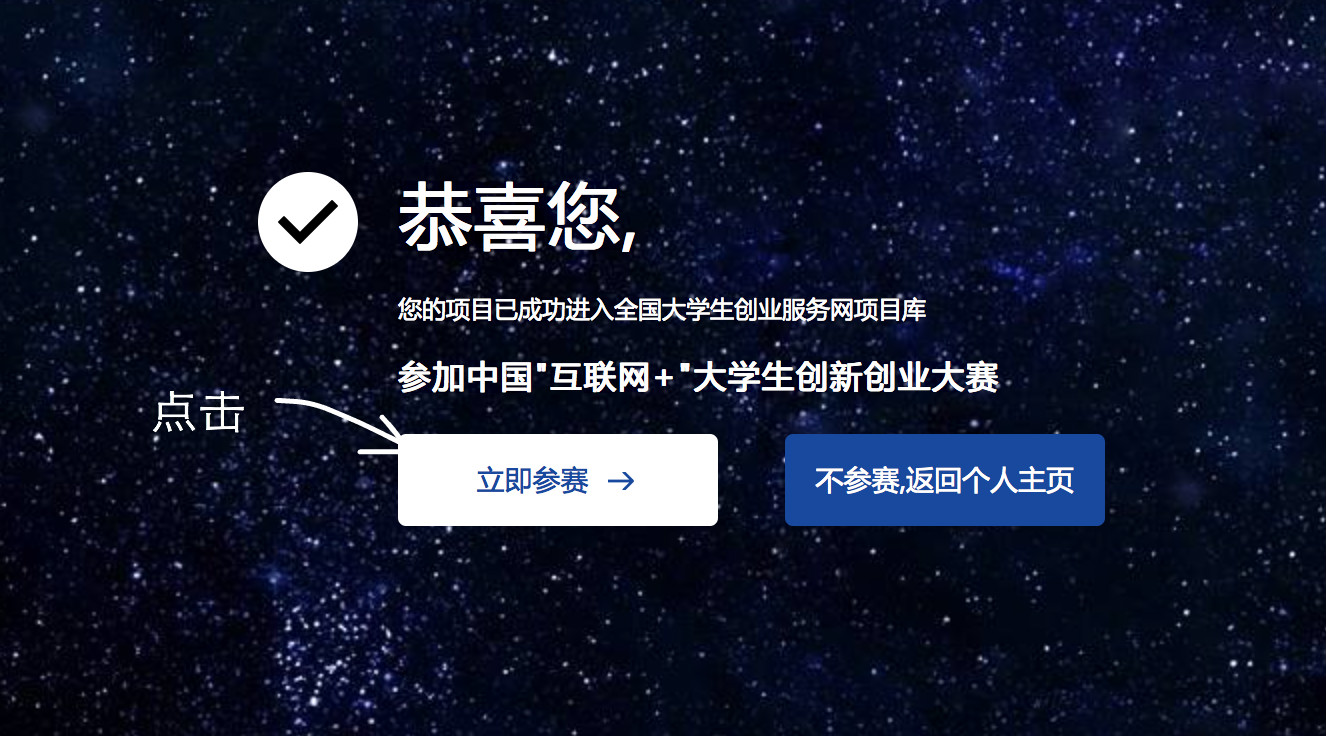 恭喜您,
您的项目已成功进入全国大学生创业服务网项目库
参加中国"互联网+"大学生创新创业大赛
点击
立即参赛 →
不参赛,返回个人主页